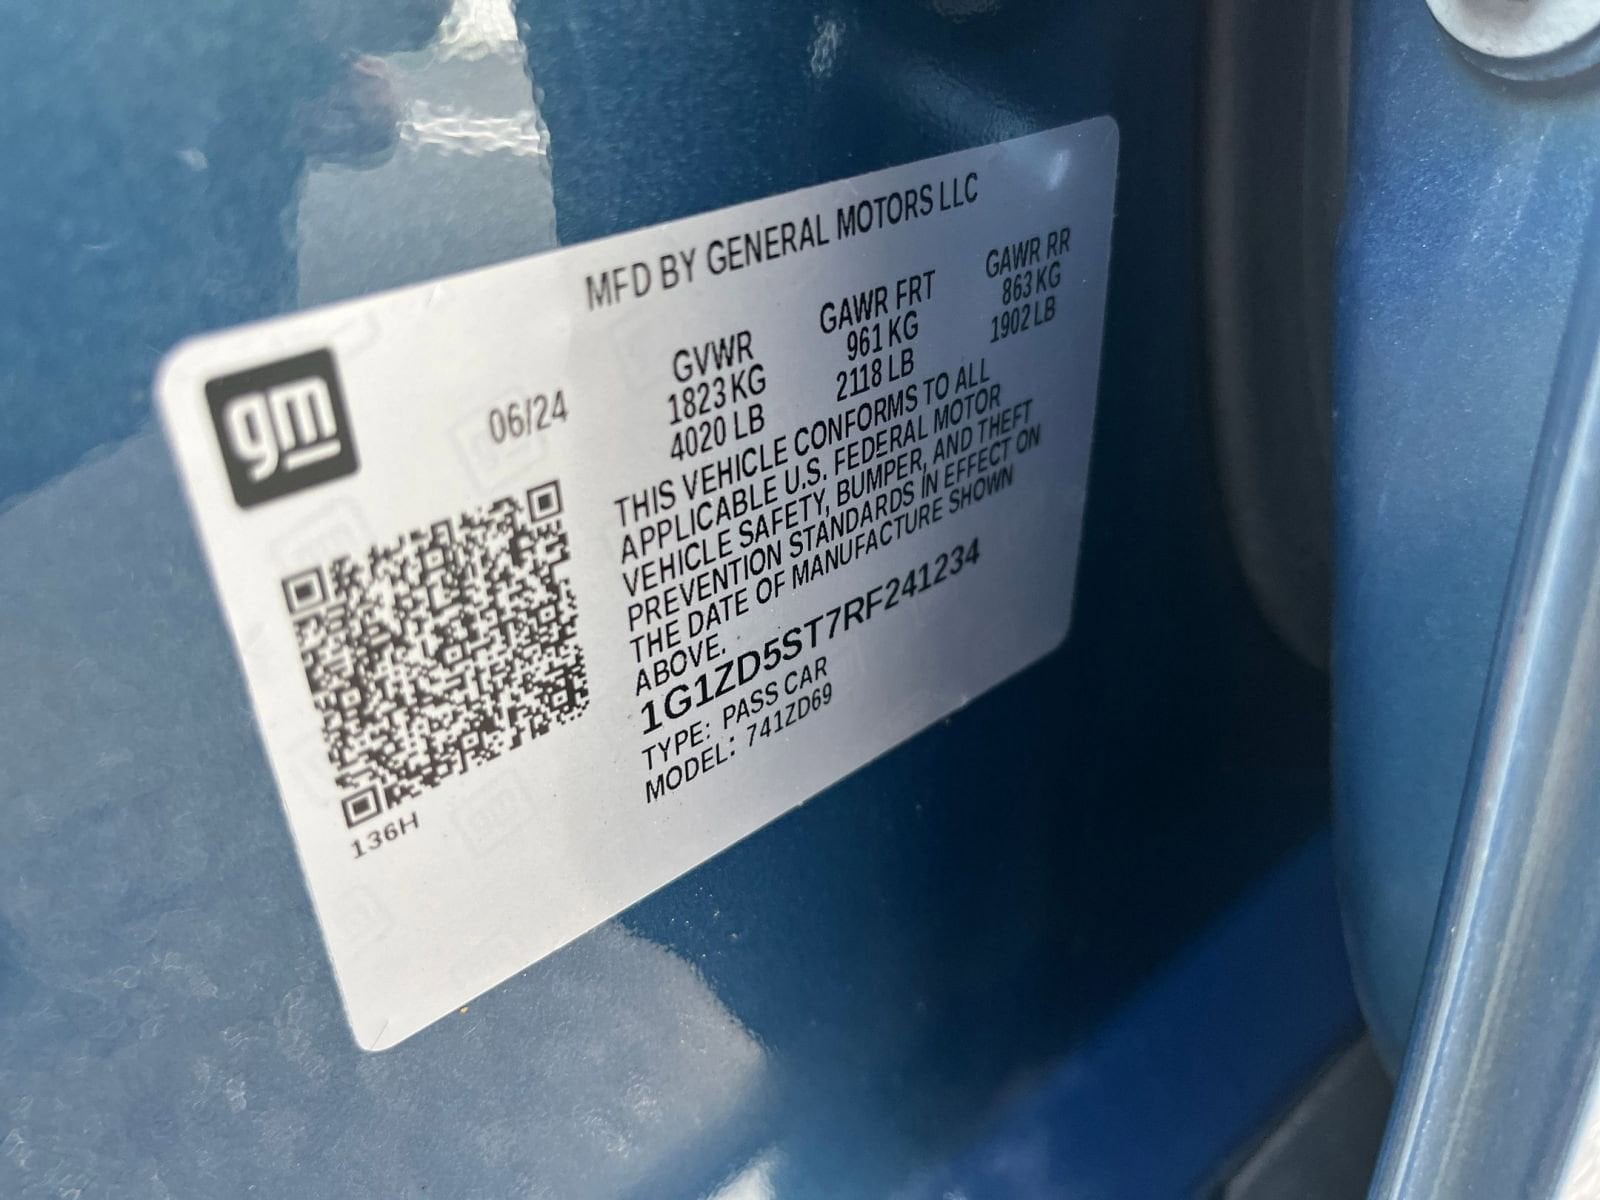 MFD BY GENERAL MOTORS LLC
gm
06/24
GVWR
1823 KG
4020 LB
GAWR FRT
961 KG
2118 LB
GAWR RR
863 KG
1902 LB
THIS VEHICLE CONFORMS TO ALL
APPLICABLE U.S. FEDERAL MOTOR
VEHICLE SAFETY, BUMPER, AND THEFT
PREVENTION STANDARDS IN EFFECT ON
THE DATE OF MANUFACTURE SHOWN
ABOVE.
1G1ZD5ST7RF241234
TYPE: PASS CAR
MODEL: 741ZD69
136H